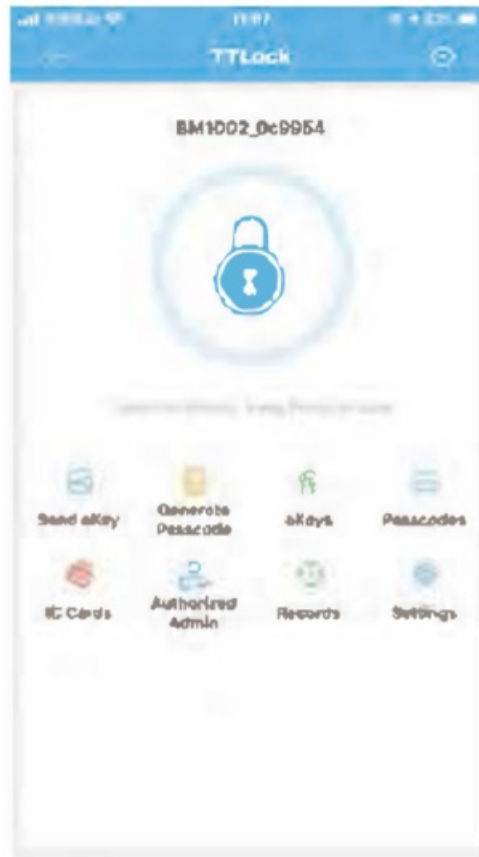 TTLock
BM1002_0c9954
Send eKey
Generate
Passcode
eKeys
Passcodes
IC Cards
Authorized
Admin
Records
Settings